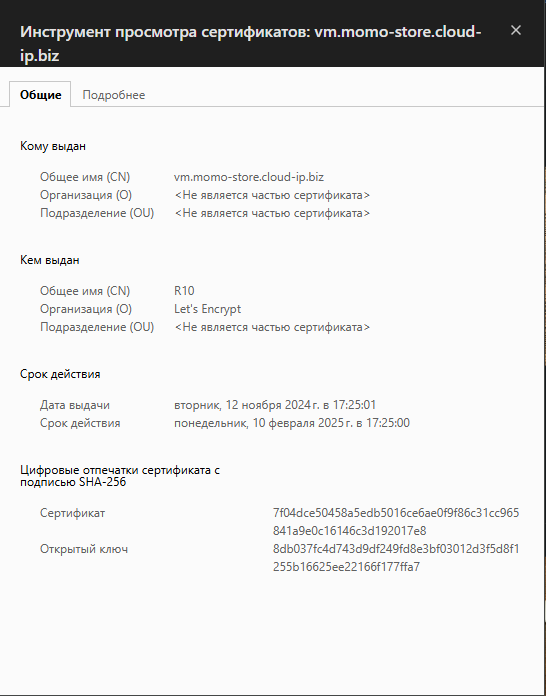 Инструмент просмотра сертификатов: vm.momo-store.cloud-
ip.biz
Общие Подробнее
Кому выдан
Общее имя (CN) vm.momo-store.cloud-ip.biz
Организация (O) <Не является частью сертификата>
Подразделение (OU) <Не является частью сертификата>
Кем выдан
Общее имя (CN) R10
Организация (O) Let's Encrypt
Подразделение (OU) <Не является частью сертификата>
Срок действия
Дата выдачи вторник, 12 ноября 2024 г. в 17:25:01
Срок действия понедельник, 10 февраля 2025 г. в 17:25:00
Цифровые отпечатки сертификата с
подписью SHA-256
Сертификат 7f04dce50458a5edb5016ce6ae0f9f86c31cc965
841a9e0c16146c3d192017e8
Открытый ключ 8db037fc4d743d9df249fd8e3bf03012d3f5d8f1
255b16625ee22166f177ffa7